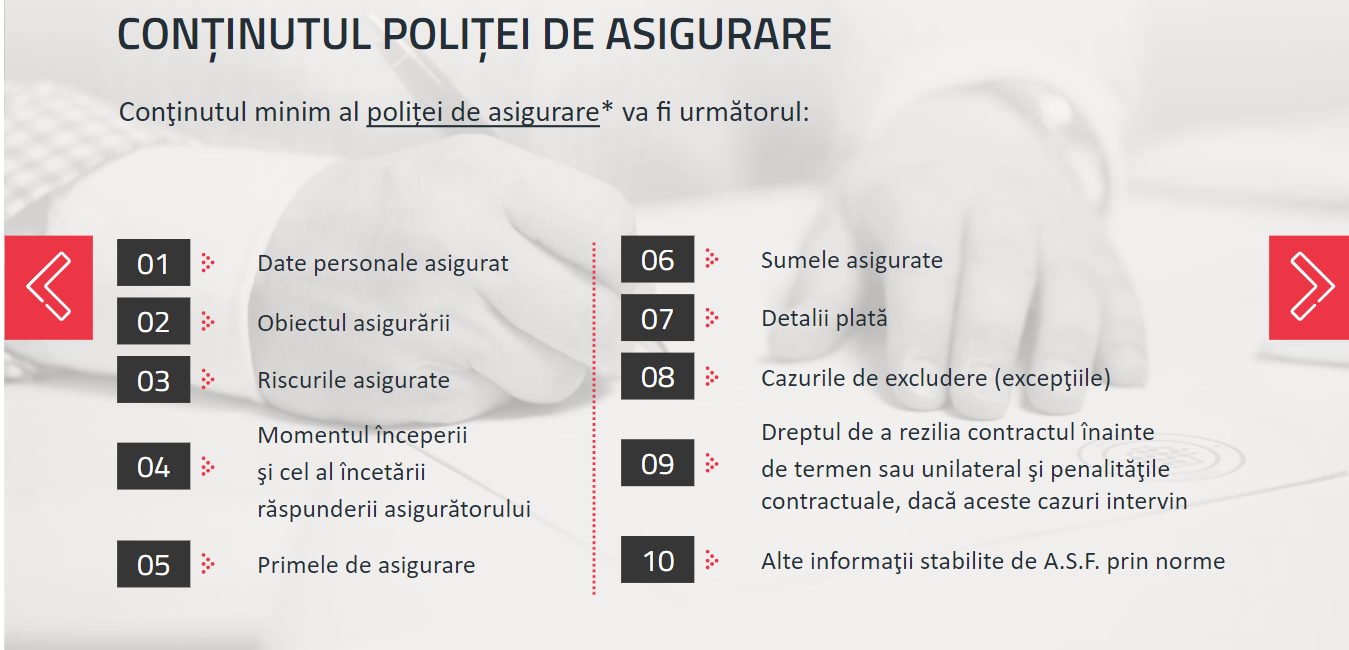 CONȚINUTUL POLIȚEI DE ASIGURARE
Conţinutul minim al poliței de asigurare* va fi următorul:
01 Date personale asigurat
02 Obiectul asigurării
03 Riscurile asigurate
04 Momentul începerii
şi cel al încetării
răspunderii asigurătorului
05 Primele de asigurare
06 Sumele asigurate
07 Detalii plată
08 Cazurile de excludere (excepţiile)
09 Dreptul de a rezilia contractul înainte
de termen sau unilateral şi penalităţile
contractuale, dacă aceste cazuri intervin
10 Alte informaţii stabilite de A.S.F. prin norme